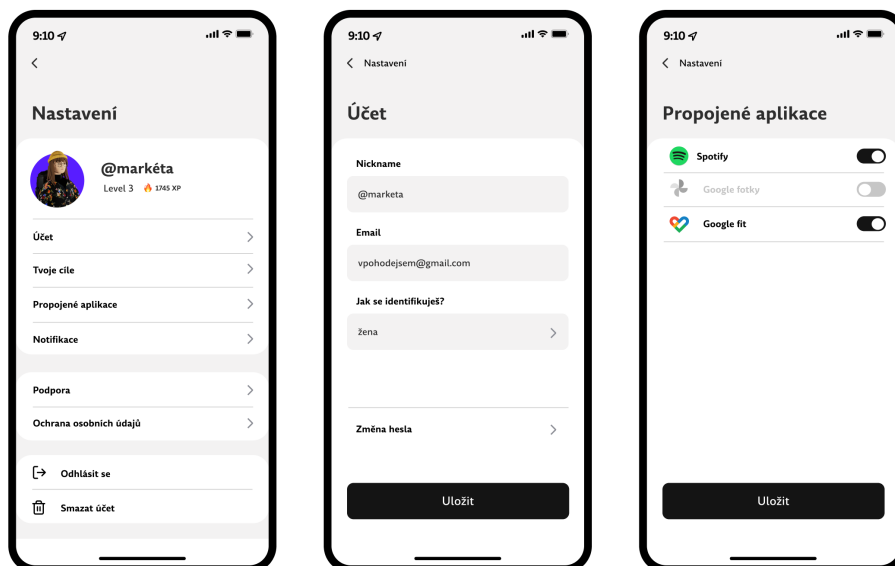 9:10
Nastavení
@markéta
Level 3 🔥 1745 XP
Účet
Tvoje cíle
Propojené aplikace
Notifikace
Podpora
Ochrana osobních údajů
Odhlásit se
Smazat účet
9:10
Nastavení
Účet
Nickname
@marketa
Email
vpohodejsem@gmail.com
Jak se identifikuješ?
žena
Změna hesla
Uložit
9:10
Nastavení
Propojené aplikace
Spotify
Google fotky
Google fit
Uložit